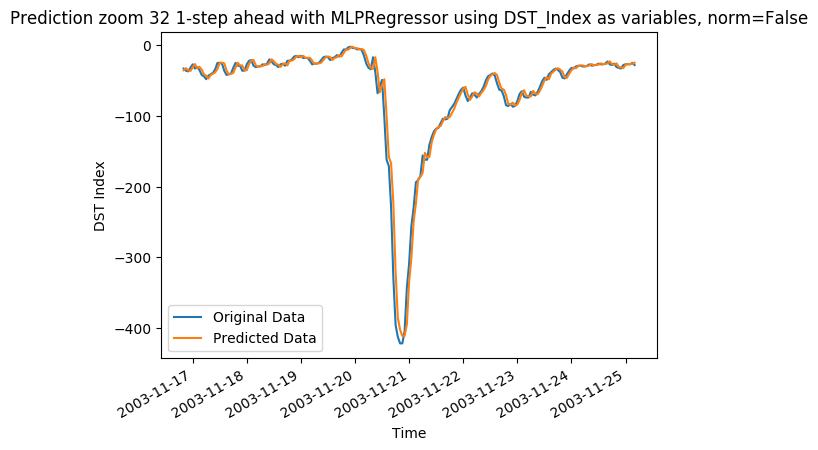 Prediction zoom 32 1-step ahead with MLPRegressor using DST_Index as variables, norm=False
0
−100
−200
−300
−400
DST Index
Original Data
Predicted Data
2003-11-17
2003-11-18
2003-11-19
2003-11-20
2003-11-21
2003-11-22
2003-11-23
2003-11-24
2003-11-25
Time